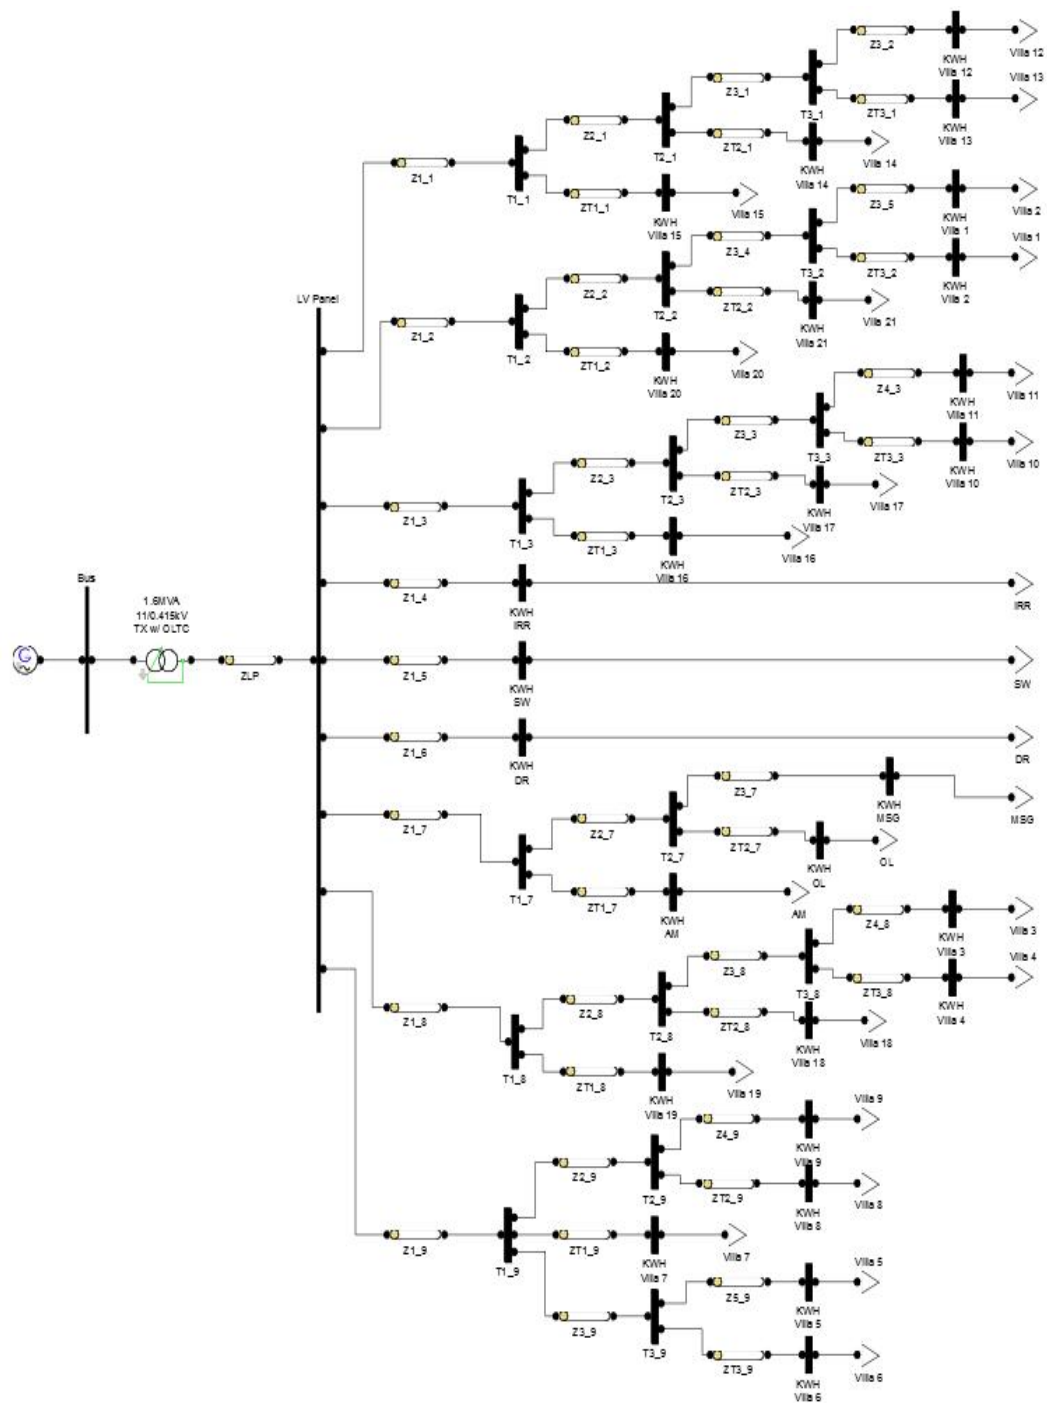 Z3_2
Villa 12
KWH
Villa 12
Villa 13
Z3_1
T3_1
ZT3_1
KWH
Villa 13
Z2_1
T2_1
ZT2_1
KWH
Villa 14
Villa 14
Z1_1
T1_1
ZT1_1
KWH
Villa 15
Villa 15
Z3_5
KWH
Villa 1
Villa 2
Villa 1
Z3_4
T3_2
ZT3_2
KWH
Villa 2
Z2_2
T2_2
ZT2_2
KWH
Villa 21
Villa 21
LV Panel
Z1_2
T1_2
ZT1_2
KWH
Villa 20
Villa 20
Z4_3
KWH
Villa 11
Villa 11
Z3_3
T3_3
ZT3_3
KWH
Villa 10
Villa 10
Z2_3
T2_3
ZT2_3
KWH
Villa 17
Villa 17
Z1_3
T1_3
ZT1_3
KWH
Villa 16
Villa 16
Bus
1.6MVA
11/0.415kV
TX w/ OLTC
G
ZLP
Z1_4
KWH
IRR
IRR
Z1_5
KWH
SW
SW
Z1_6
KWH
DR
DR
Z3_7
KWH
MSG
MSG
Z1_7
Z2_7
T2_7
ZT2_7
KWH
OL
OL
T1_7
ZT1_7
KWH
AM
AM
Z4_8
KWH
Villa 3
Villa 3
Villa 4
Z3_8
T3_8
ZT3_8
KWH
Villa 4
Z1_8
Z2_8
T2_8
ZT2_8
KWH
Villa 18
Villa 18
T1_8
ZT1_8
KWH
Villa 19
Villa 19
Villa 9
Z4_9
KWH
Villa 9
Z2_9
T2_9
ZT2_9
KWH
Villa 8
Villa 8
Z1_9
T1_9
ZT1_9
KWH
Villa 7
Villa 7
Villa 5
Z5_9
KWH
Villa 5
Z3_9
T3_9
ZT3_9
KWH
Villa 6
Villa 6